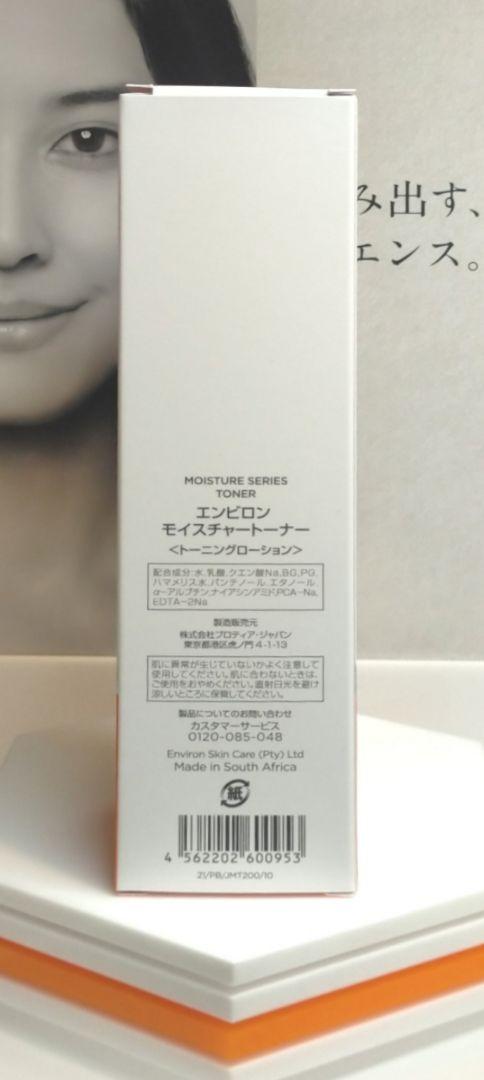 み出す、
エンス。
MOISTURE SERIES
TONER
エンビロン
モイスチャートーナー
<トーニングローション>
配合成分:水,乳酸,クエン酸Na,BG,PG,
ハマメリス水,パンテノール,エタノール,
α-アルブチン,ナイアシンアミド,PCA-Na,
EDTA-2Na
製造販売元
株式会社プロティア・ジャパン
東京都港区虎ノ門4-1-13
肌に異常が生じていないかよく注意して
使用してください。肌に合わないときは、
ご使用をおやめください。直射日光を避け
涼しいところに保管してください。
製品についてのお問い合わせ
カスタマーサービス
0120-085-048
Environ Skin Care (Pty) Ltd
Made in South Africa
紙
4 562202 600953
ZI/PB/JMT200/10